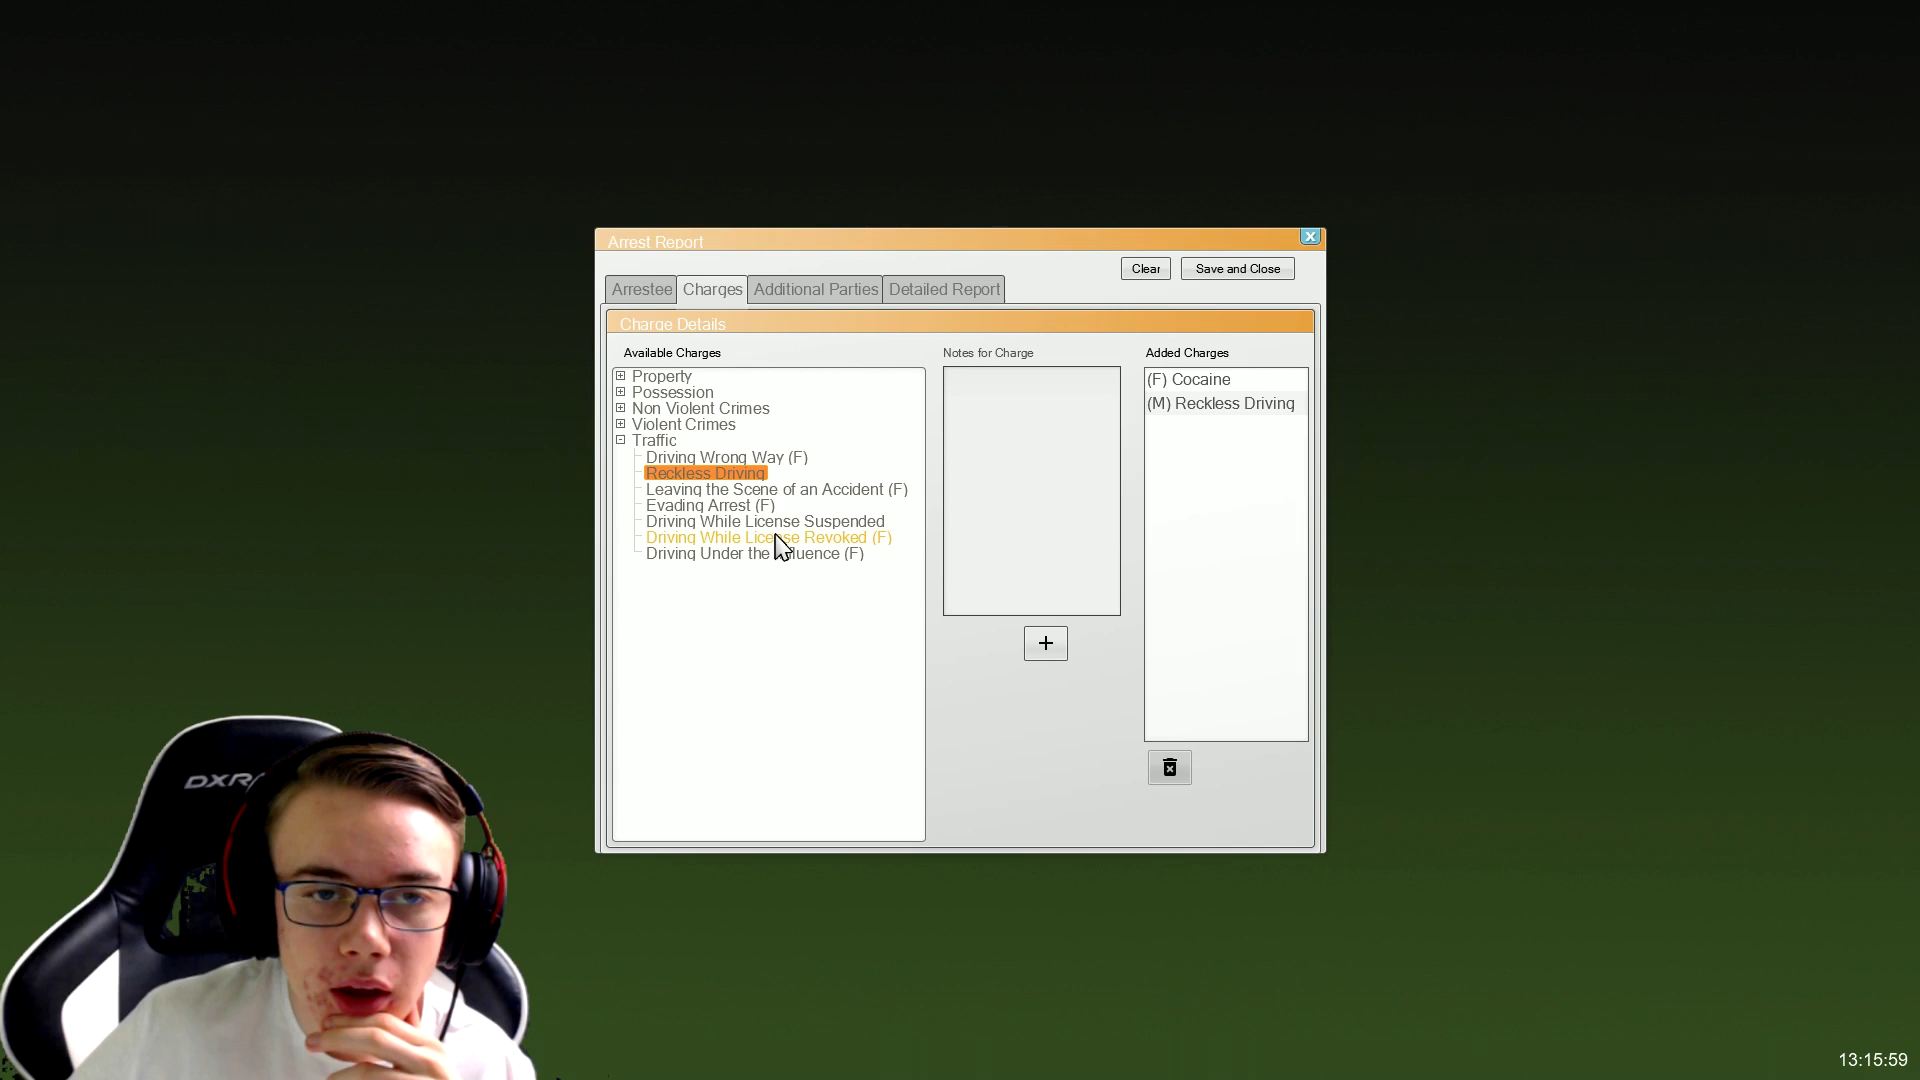 Arrest Report
X
Clear
Save and Close
Arrestee
Charges
Additional Parties
Detailed Report
Charge Details
Available Charges
Notes for Charge
Added Charges
Property
Possession
Non Violent Crimes
Violent Crimes
Traffic
Driving Wrong Way (F)
Reckless Driving
Leaving the Scene of an Accident (F)
Evading Arrest (F)
Driving While License Suspended
Driving While License Revoked (F)
Driving Under the
(F)
(F) Cocaine
(M) Reckless Driving
+
13:15:59